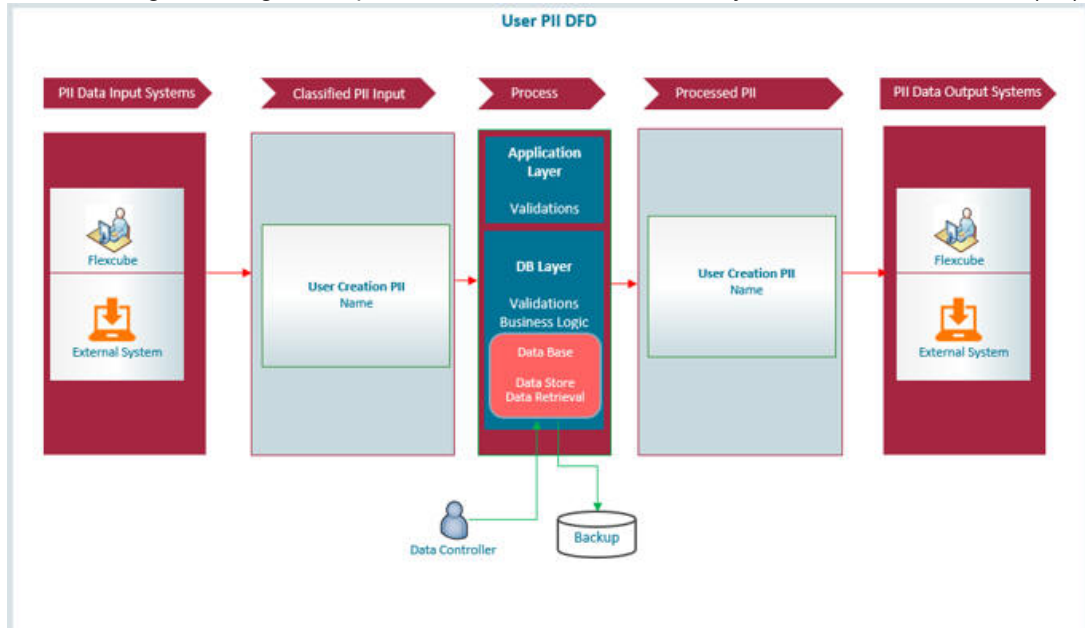 User PII DFD
PII Data Input Systems
Classified PII Input
Process
Processed PII
PII Data Output Systems
Flexcube
External System
User Creation PII
Name
Application
Layer
Validations
DB Layer
Validations
Business Logic
Data Base
Data Store
Data Retrieval
User Creation PII
Name
Flexcube
External System
Data Controller
Backup